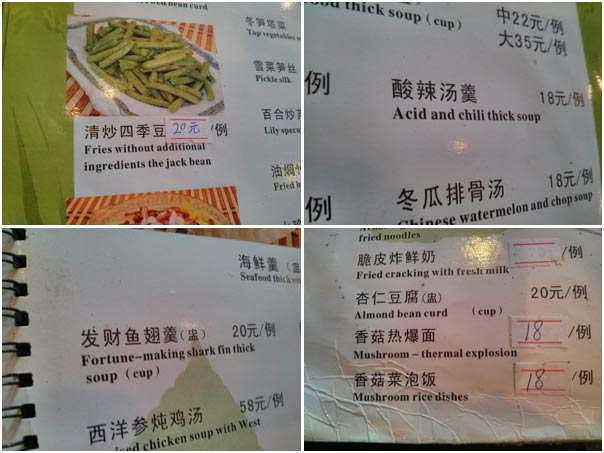 bean curd
冬笋塔菜
Tap vegetables
雪菜笋丝
Pickle silk
百合炒
Lily
清炒四季豆 20元/例
Fries without additional
ingredients the jack bean
油焖
Fried
thick soup (cup)
中22元/例
大35元/例
例
酸辣汤羹 18元/例
Acid and chili thick soup
例
冬瓜排骨汤 18元/例
Chinese watermelon and chop soup
海鲜羹
Seafood thick
发财鱼翅羹(盅) 20元/例
Fortune-making shark fin thick
soup (cup)
西洋参炖鸡汤 58元/例
chicken soup with West
fried noodles
脆皮炸鲜奶 /例
Fried cracking with fresh milk
杏仁豆腐(盅) 20元/例
Almond bean curd (cup)
香菇热爆面 18 /例
Mushroom - thermal explosion
香菇菜泡饭 18 /例
Mushroom rice dishes